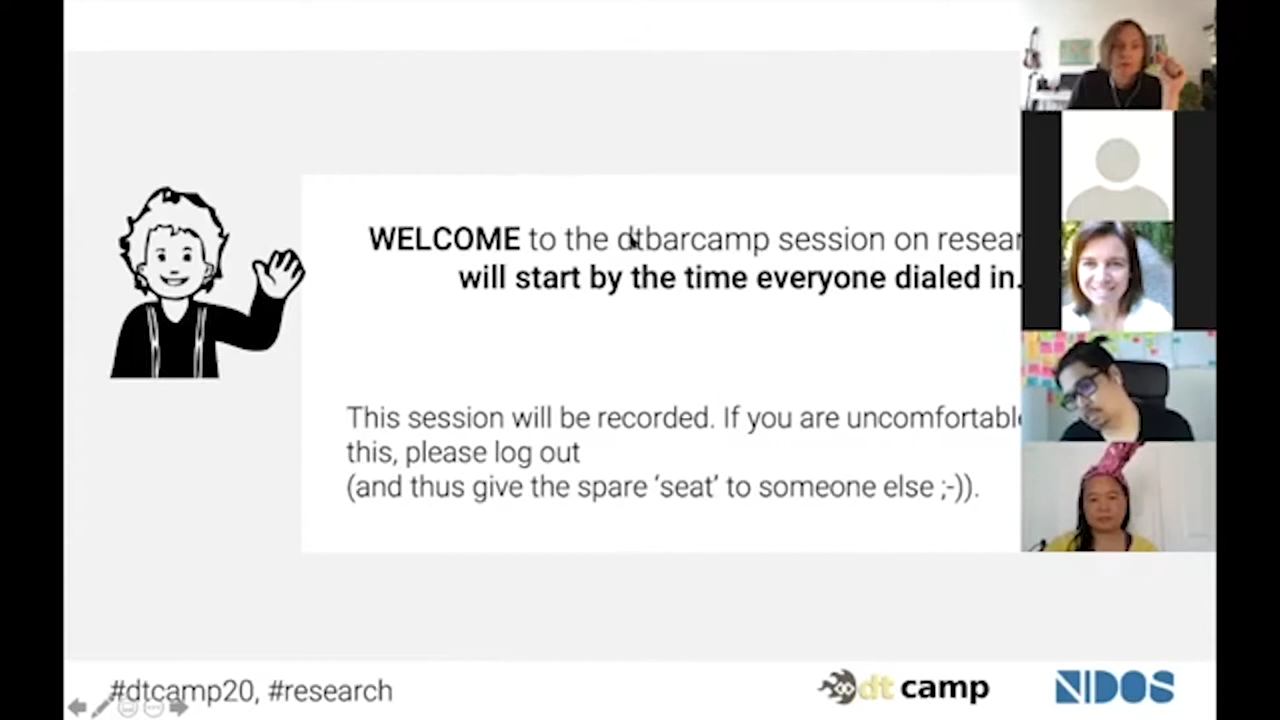 WELCOME to the dtbarcamp session on resear
will start by the time everyone dialed in.
This session will be recorded. If you are uncomfortable
this, please log out
(and thus give the spare ‘seat’ to someone else ;-)).
#dtcamp20, #research
dt camp
NIDOS